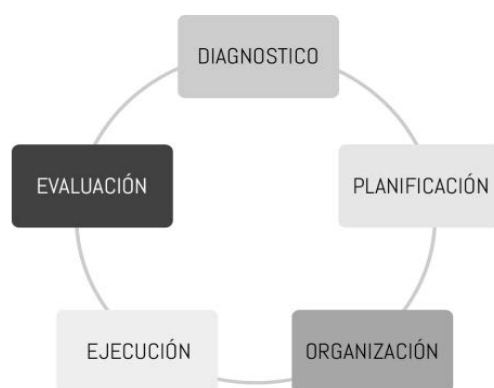 DIAGNOSTICO
PLANIFICACIÓN
ORGANIZACIÓN
EJECUCIÓN
EVALUACIÓN